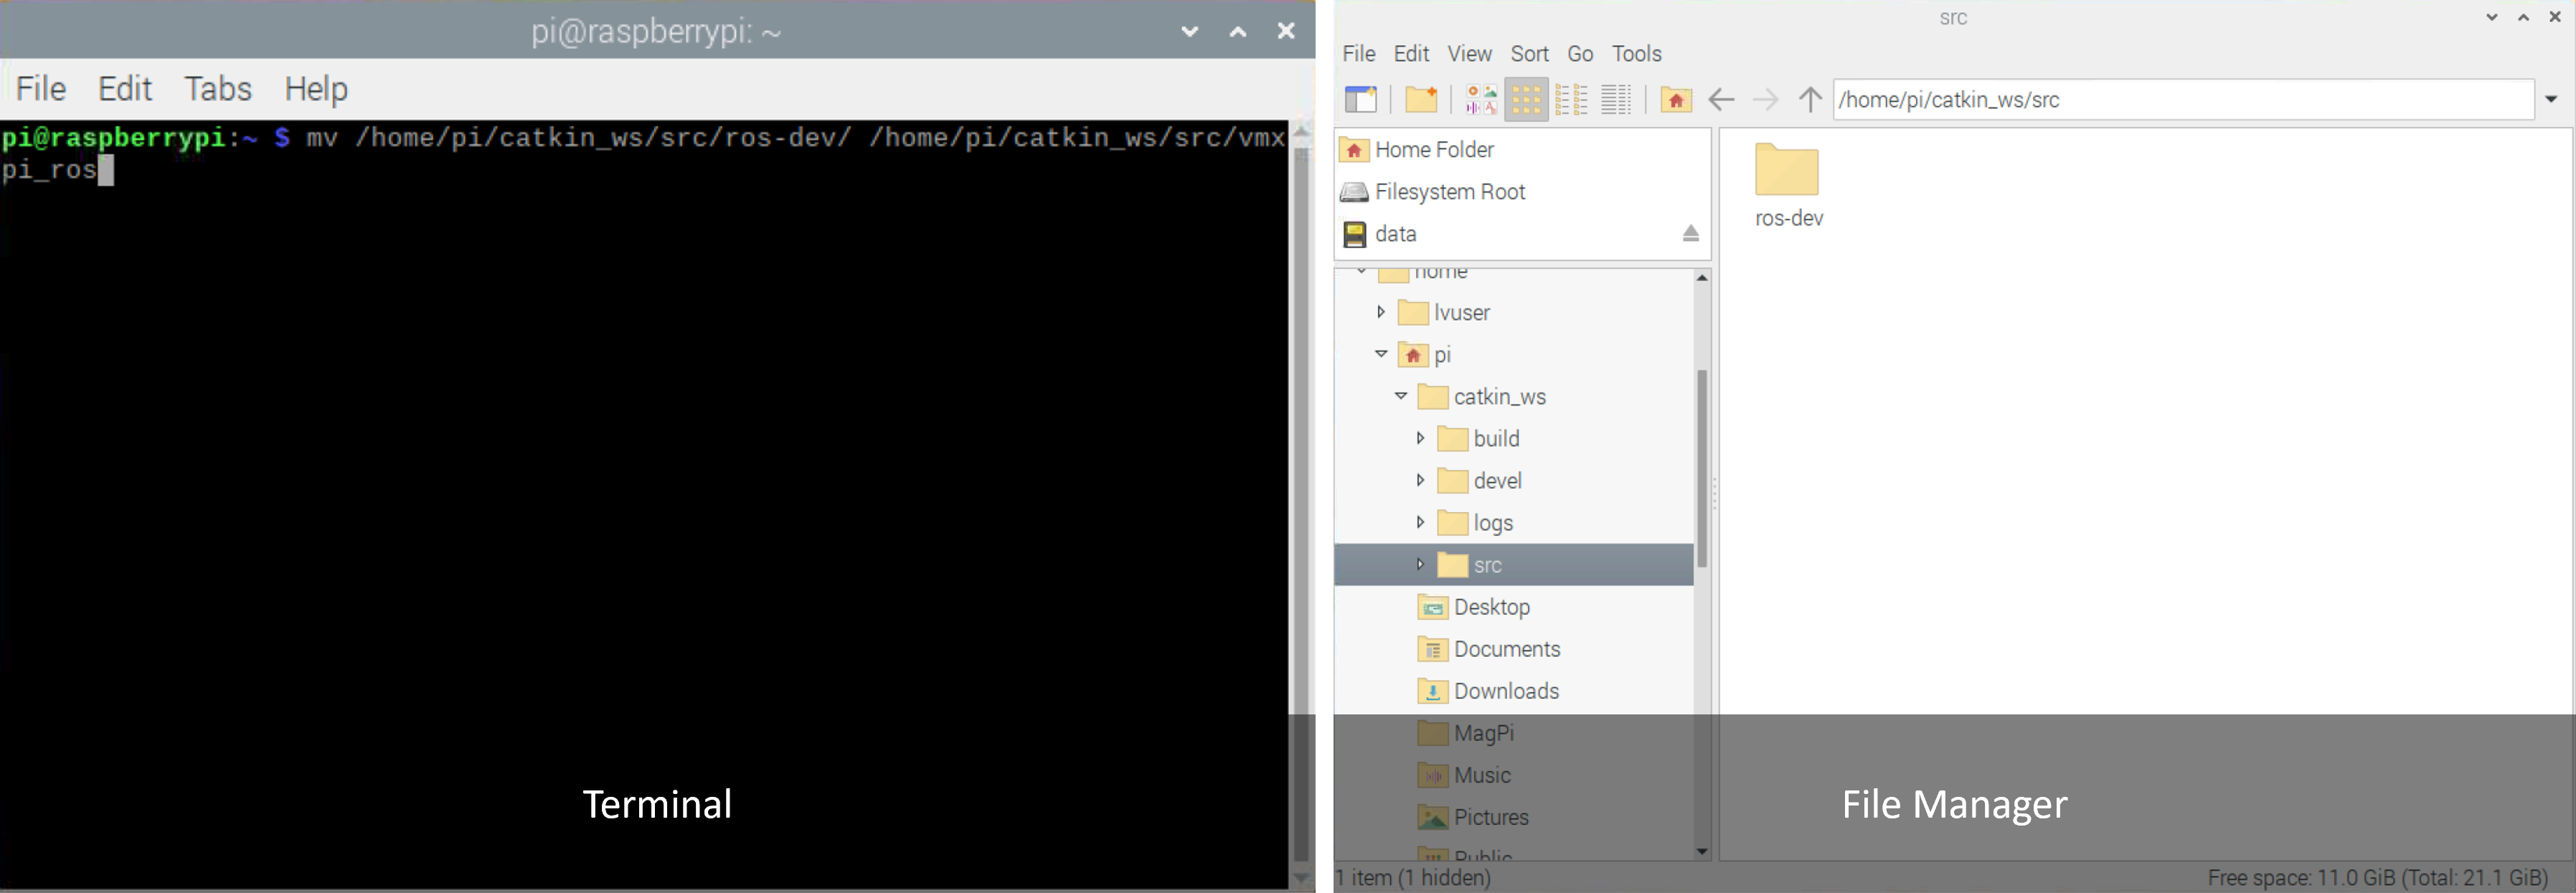 pi@raspberrypi: ~
File Edit Tabs Help
pi@raspberrypi:~ $ mv /home/pi/catkin_ws/src/ros-dev/ /home/pi/catkin_ws/src/vmx
pi_ros
Terminal
src
File Edit View Sort Go Tools
/home/pi/catkin_ws/src
Home Folder
Filesystem Root
data
home
lvuser
pi
catkin_ws
build
devel
logs
src
Desktop
Documents
Downloads
MagPi
Music
Pictures
Public
ros-dev
File Manager
1 item (1 hidden)
Free space: 11.0 GiB (Total: 21.1 GiB)